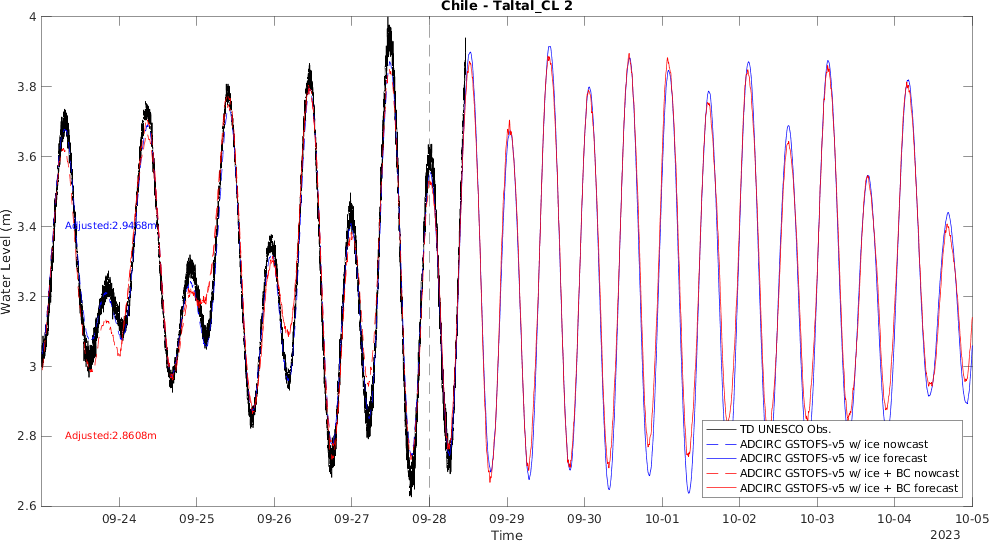 Chile - Taltal_CL 2
4
3.8
3.6
3.4
3.2
3
2.8
2.6
Water Level (m)
Adjusted:2.9468m
Adjusted:2.8608m
TD UNESCO Obs.
ADCIRC GSTOFS-v5 w/ ice nowcast
ADCIRC GSTOFS-v5 w/ ice forecast
ADCIRC GSTOFS-v5 w/ ice + BC nowcast
ADCIRC GSTOFS-v5 w/ ice + BC forecast
09-24 09-25 09-26 09-27 09-28 09-29 09-30 10-01 10-02 10-03 10-04 10-05
Time
2023